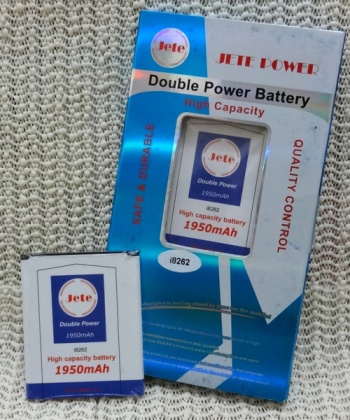 Jete
JETE POWER
Double Power Battery
High Capacity
SAFE & DURABLE
QUALITY CONTROL
Jete
Double Power
1950mAh
i8262
High capacity battery
1950mAh
i8262
Jete
Double Power
1950mAh
i8262
High capacity battery
1950mAh